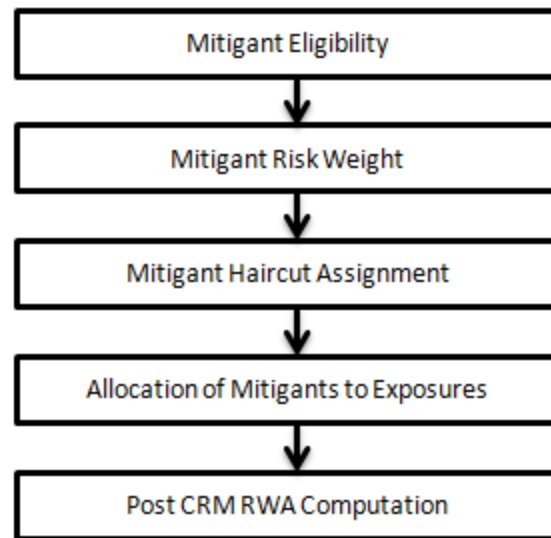 Mitigant Eligibility
Mitigant Risk Weight
Mitigant Haircut Assignment
Allocation of Mitigants to Exposures
Post CRM RWA Computation